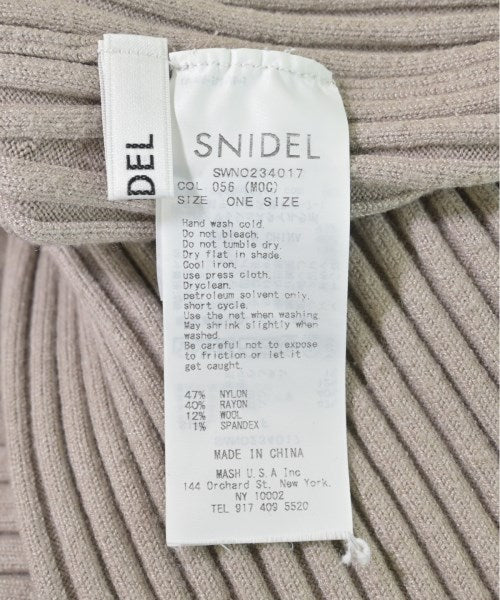 DEL
SNIDEL
SWNO234017
COL 056 (MOC)
SIZE ONE SIZE
Hand wash cold.
Do not bleach.
Do not tumble dry.
Dry flat in shade.
Cool iron.
use press cloth.
Dryclean.
petroleum solvent only.
short cycle.
Use the net when washing
May shrink slightly when
washed.
Be careful not to expose
to friction or let it
get caught.
47% NYLON
40% RAYON
12% WOOL
1% SPANDEX
MADE IN CHINA
MASH U.S.A Inc
144 Orchard St, New York,
NY 10002
TEL 917 409 5520